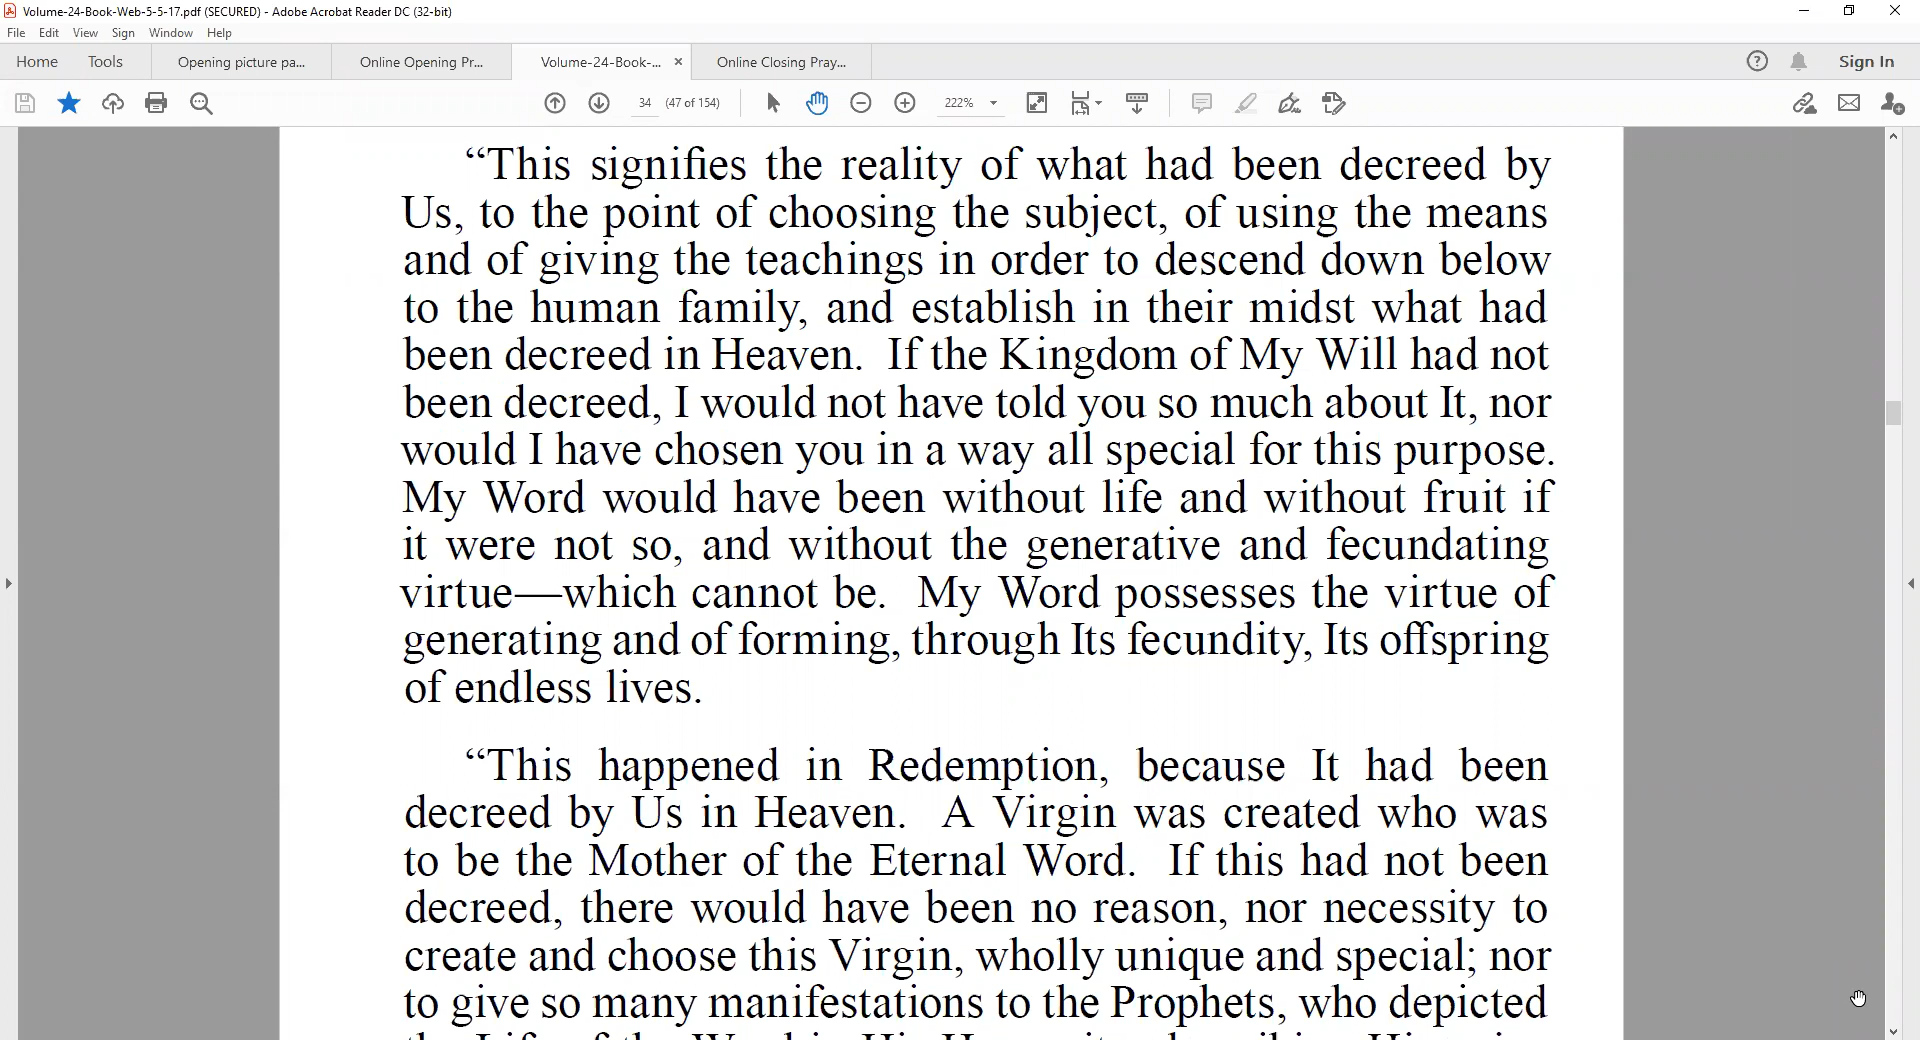 Volume-24-Book-Web-5-5-17.pdf (SECURED) - Adobe Acrobat Reader DC (32-bit)
File Edit View Sign Window Help
Home Tools Opening picture pa... Online Opening Pr... Volume-24-Book-... × Online Closing Pray... Sign In
34 (47 of 154) 222%
“This signifies the reality of what had been decreed by
Us, to the point of choosing the subject, of using the means
and of giving the teachings in order to descend down below
to the human family, and establish in their midst what had
been decreed in Heaven. If the Kingdom of My Will had not
been decreed, I would not have told you so much about It, nor
would I have chosen you in a way all special for this purpose.
My Word would have been without life and without fruit if
it were not so, and without the generative and fecundating
virtue—which cannot be. My Word possesses the virtue of
generating and of forming, through Its fecundity, Its offspring
of endless lives.
“This happened in Redemption, because It had been
decreed by Us in Heaven. A Virgin was created who was
to be the Mother of the Eternal Word. If this had not been
decreed, there would have been no reason, nor necessity to
create and choose this Virgin, wholly unique and special; nor
to give so many manifestations to the Prophets, who depicted